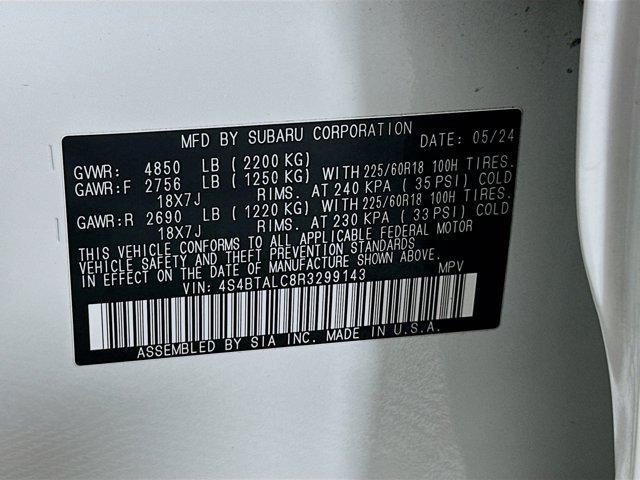 MFD BY SUBARU CORPORATION DATE: 05/24
GVWR: 4850 LB ( 2200 KG)
GAWR:F 2756 LB ( 1250 KG) WITH 225/60R18 100H TIRES.
18X7J RIMS. AT 240 KPA ( 35 PSI) COLD
GAWR:R 2690 LB ( 1220 KG) WITH 225/60R18 100H TIRES.
18X7J RIMS. AT 230 KPA ( 33 PSI) COLD
THIS VEHICLE CONFORMS TO ALL APPLICABLE FEDERAL MOTOR
VEHICLE SAFETY AND THEFT PREVENTION STANDARDS
IN EFFECT ON THE DATE OF MANUFACTURE SHOWN ABOVE.
VIN: 4S4BTALC8R3299143 MPV
ASSEMBLED BY SIA INC. MADE IN U.S.A.